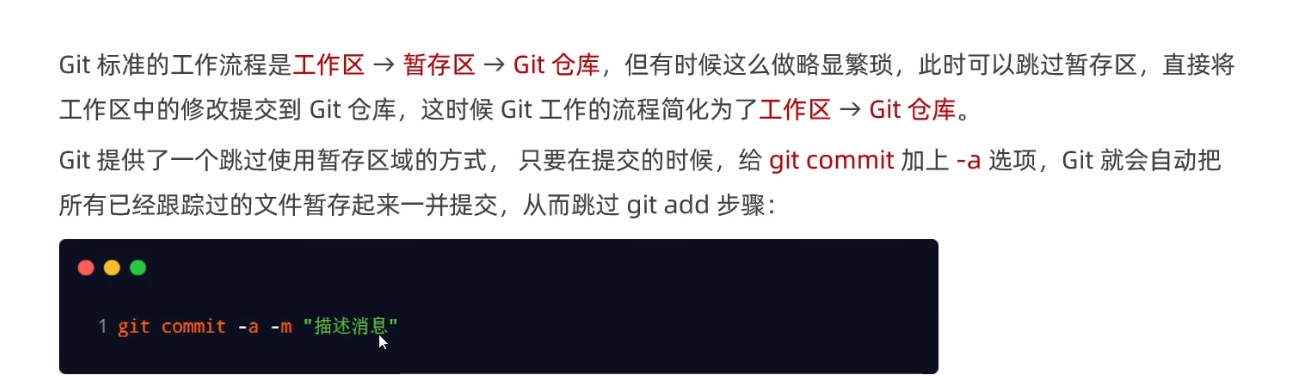 Git 标准的工作流程是工作区 → 暂存区 → Git 仓库，但有时候这么做略显繁琐，此时可以跳过暂存区，直接将
工作区中的修改提交到 Git 仓库，这时候 Git 工作的流程简化为了工作区 → Git 仓库。
Git 提供了一个跳过使用暂存区域的方式， 只要在提交的时候，给 git commit 加上 -a 选项，Git 就会自动把
所有已经跟踪过的文件暂存起来一并提交，从而跳过 git add 步骤：
1 git commit -a -m "描述消息"